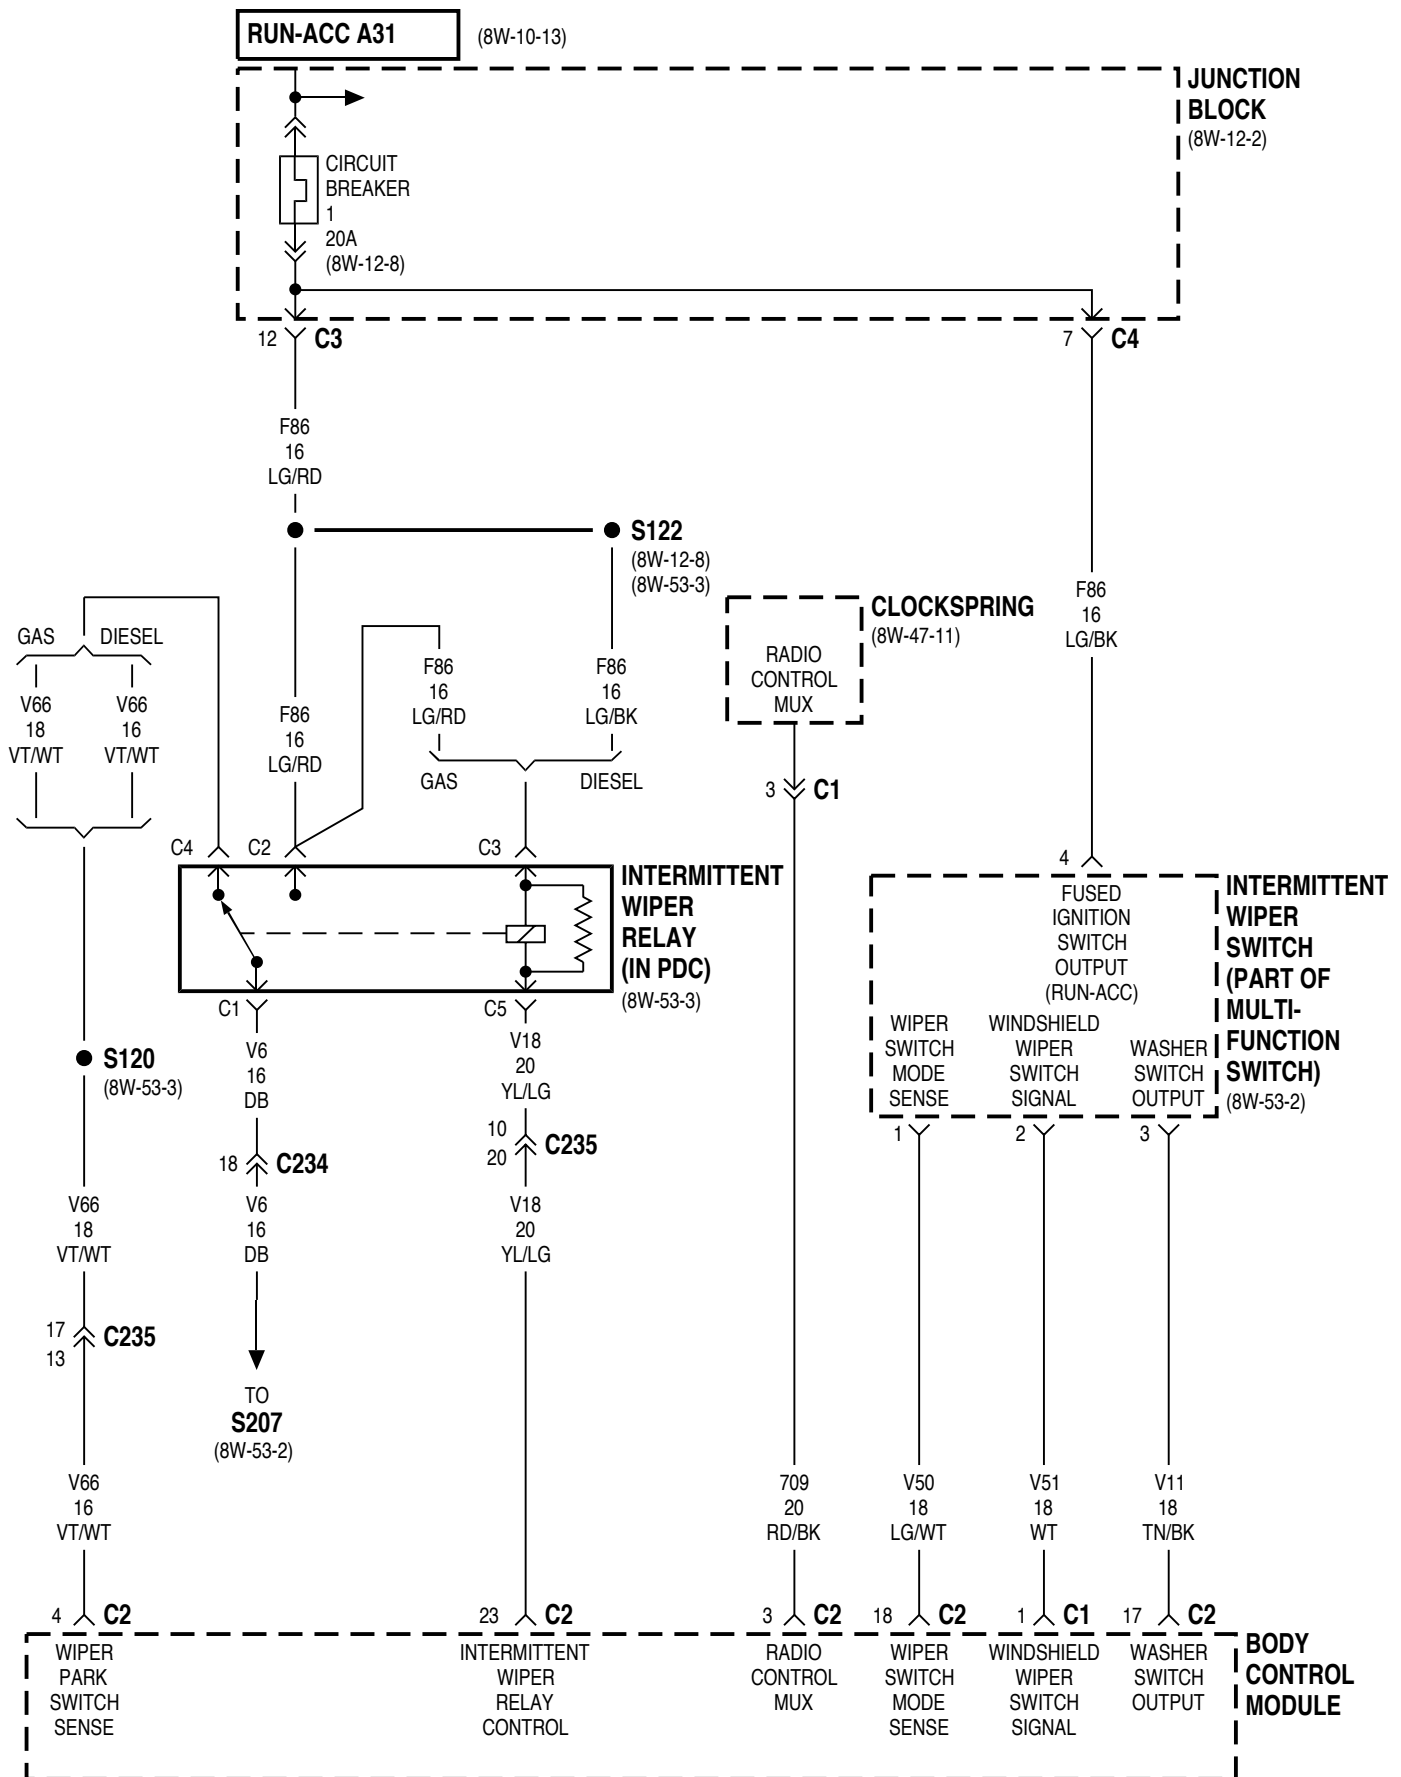 RUN-ACC A31
(8W-10-13)
JUNCTION
BLOCK
(8W-12-2)
CIRCUIT
BREAKER
1
20A
(8W-12-8)
12
C3
7
C4
F86
16
LG/RD
S122
(8W-12-8)
(8W-53-3)
F86
16
LG/BK
CLOCKSPRING
(8W-47-11)
RADIO
CONTROL
MUX
GAS
DIESEL
V66
18
VT/WT
V66
16
VT/WT
F86
16
LG/RD
F86
16
LG/RD
F86
16
LG/BK
GAS
DIESEL
3
C1
C4
C2
C3
4
INTERMITTENT
WIPER
RELAY
(IN PDC)
(8W-53-3)
FUSED
IGNITION
SWITCH
OUTPUT
(RUN-ACC)
INTERMITTENT
WIPER
SWITCH
(PART OF
MULTI-
FUNCTION
SWITCH)
(8W-53-2)
WIPER
SWITCH
MODE
SENSE
WINDSHIELD
WIPER
SWITCH
SIGNAL
WASHER
SWITCH
OUTPUT
C1
C5
V6
16
DB
V18
20
YL/LG
S120
(8W-53-3)
1
2
3
18
C234
10
20
C235
V66
18
VT/WT
V6
16
DB
V18
20
YL/LG
17
13
C235
TO
S207
(8W-53-2)
V66
16
VT/WT
709
20
RD/BK
V50
18
LG/WT
V51
18
WT
V11
18
TN/BK
4
C2
23
C2
3
C2
18
C2
1
C1
17
C2
WIPER
PARK
SWITCH
SENSE
INTERMITTENT
WIPER
RELAY
CONTROL
RADIO
CONTROL
MUX
WIPER
SWITCH
MODE
SENSE
WINDSHIELD
WIPER
SWITCH
SIGNAL
WASHER
SWITCH
OUTPUT
BODY
CONTROL
MODULE